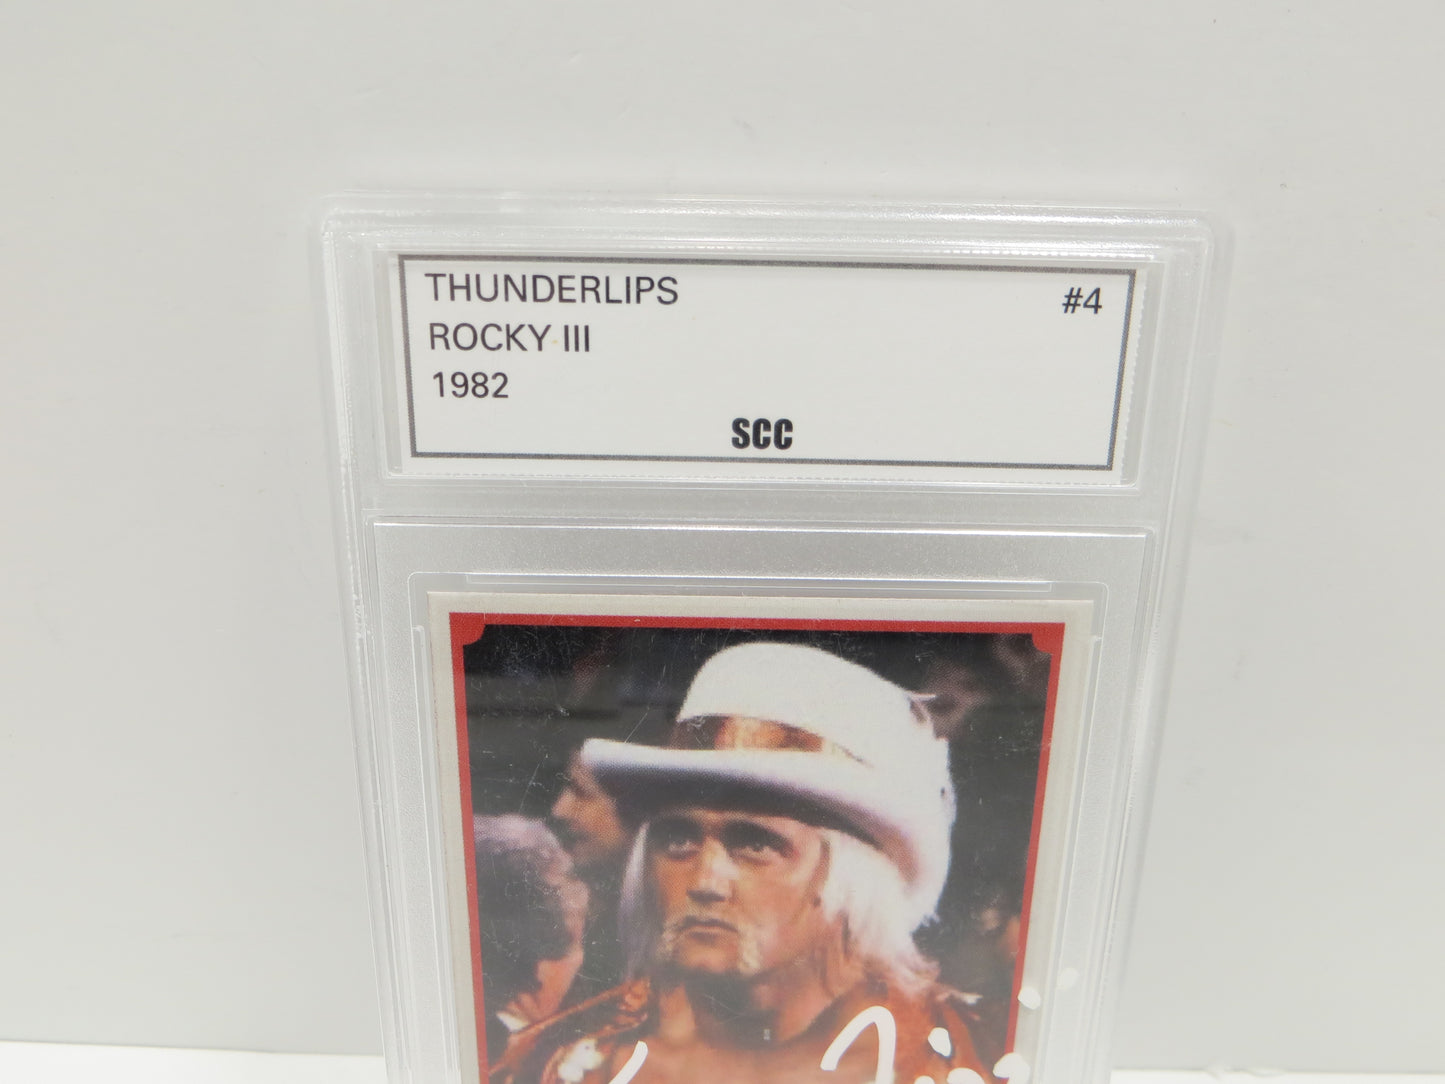 THUNDERLIPS
#4
ROCKY III
1982
SCC